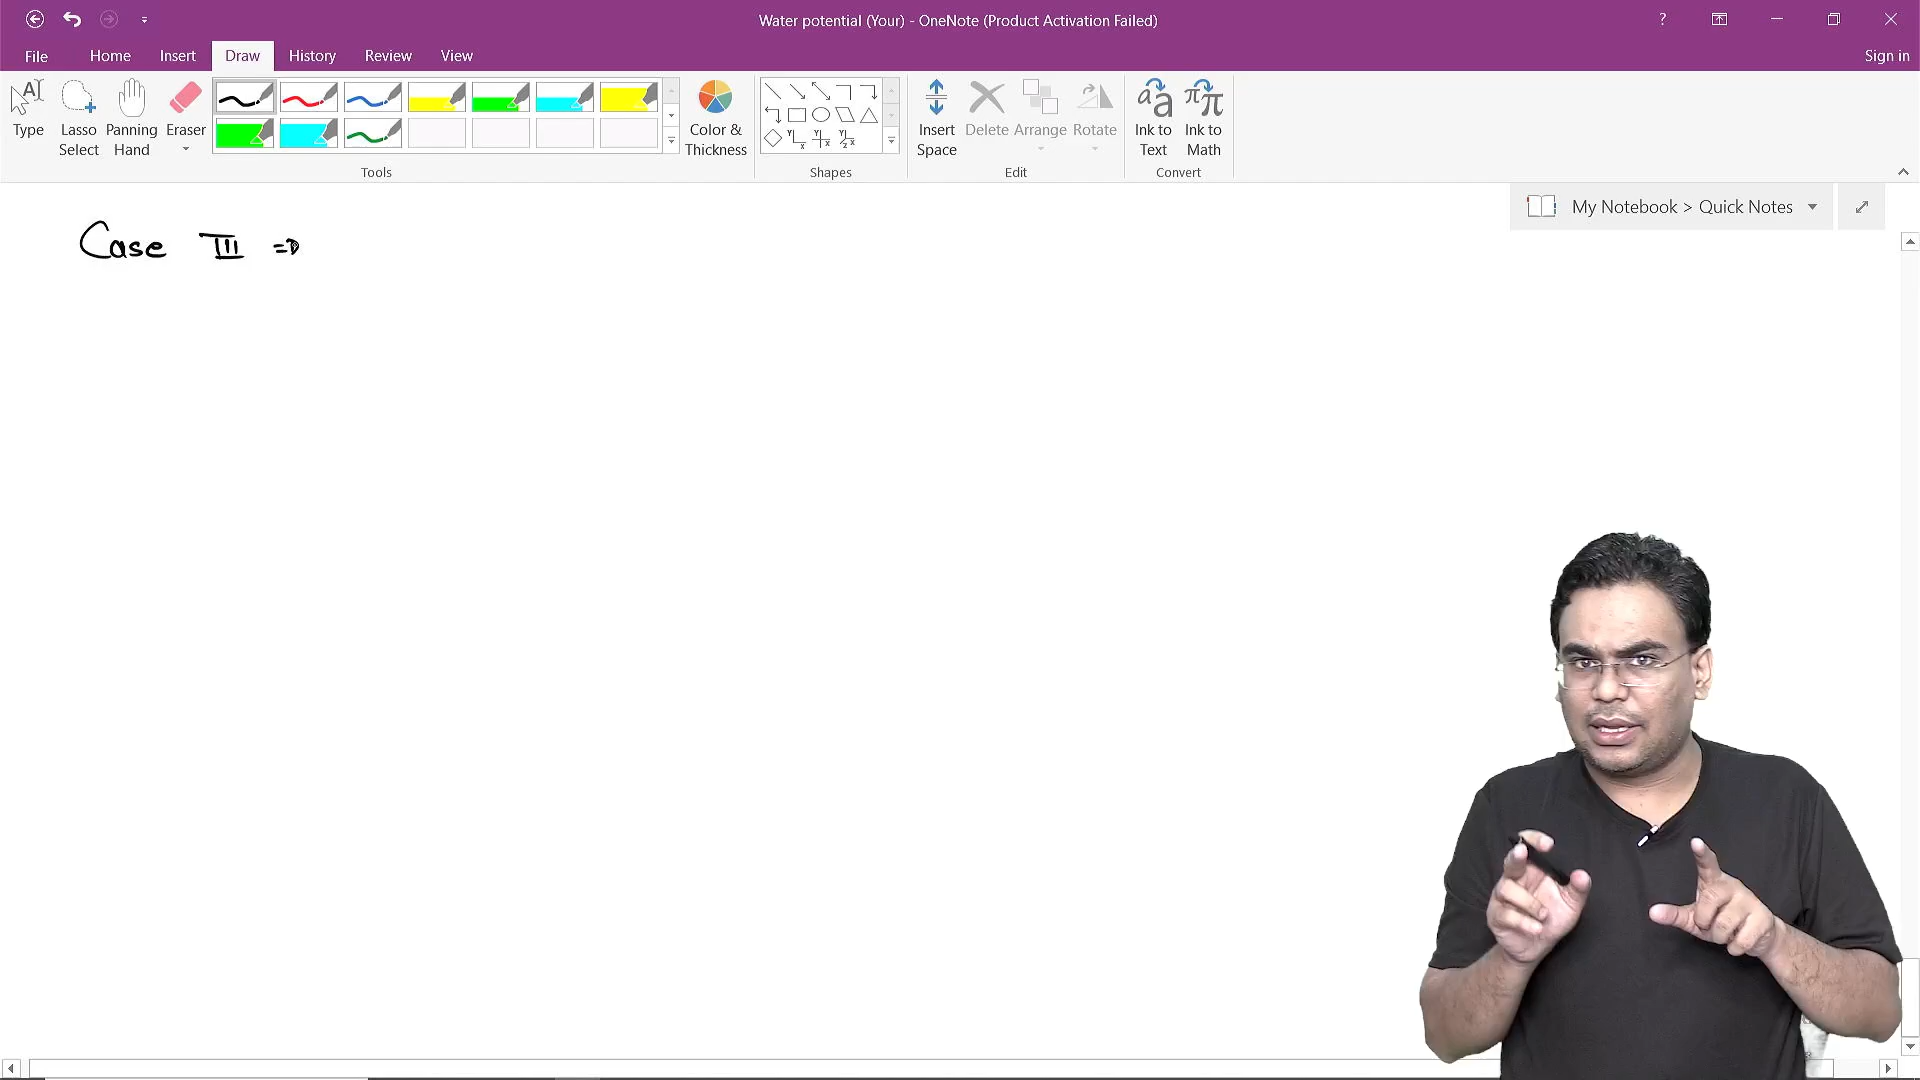 Water potential (Your) - OneNote (Product Activation Failed)
?
File Home Insert Draw History Review View
Sign in
Type
Lasso Select
Panning Hand
Eraser
Color & Thickness
Insert Space
Delete
Arrange
Rotate
Ink to Text
Ink to Math
Tools
Shapes
Edit
Convert
My Notebook > Quick Notes
Case III ⇒